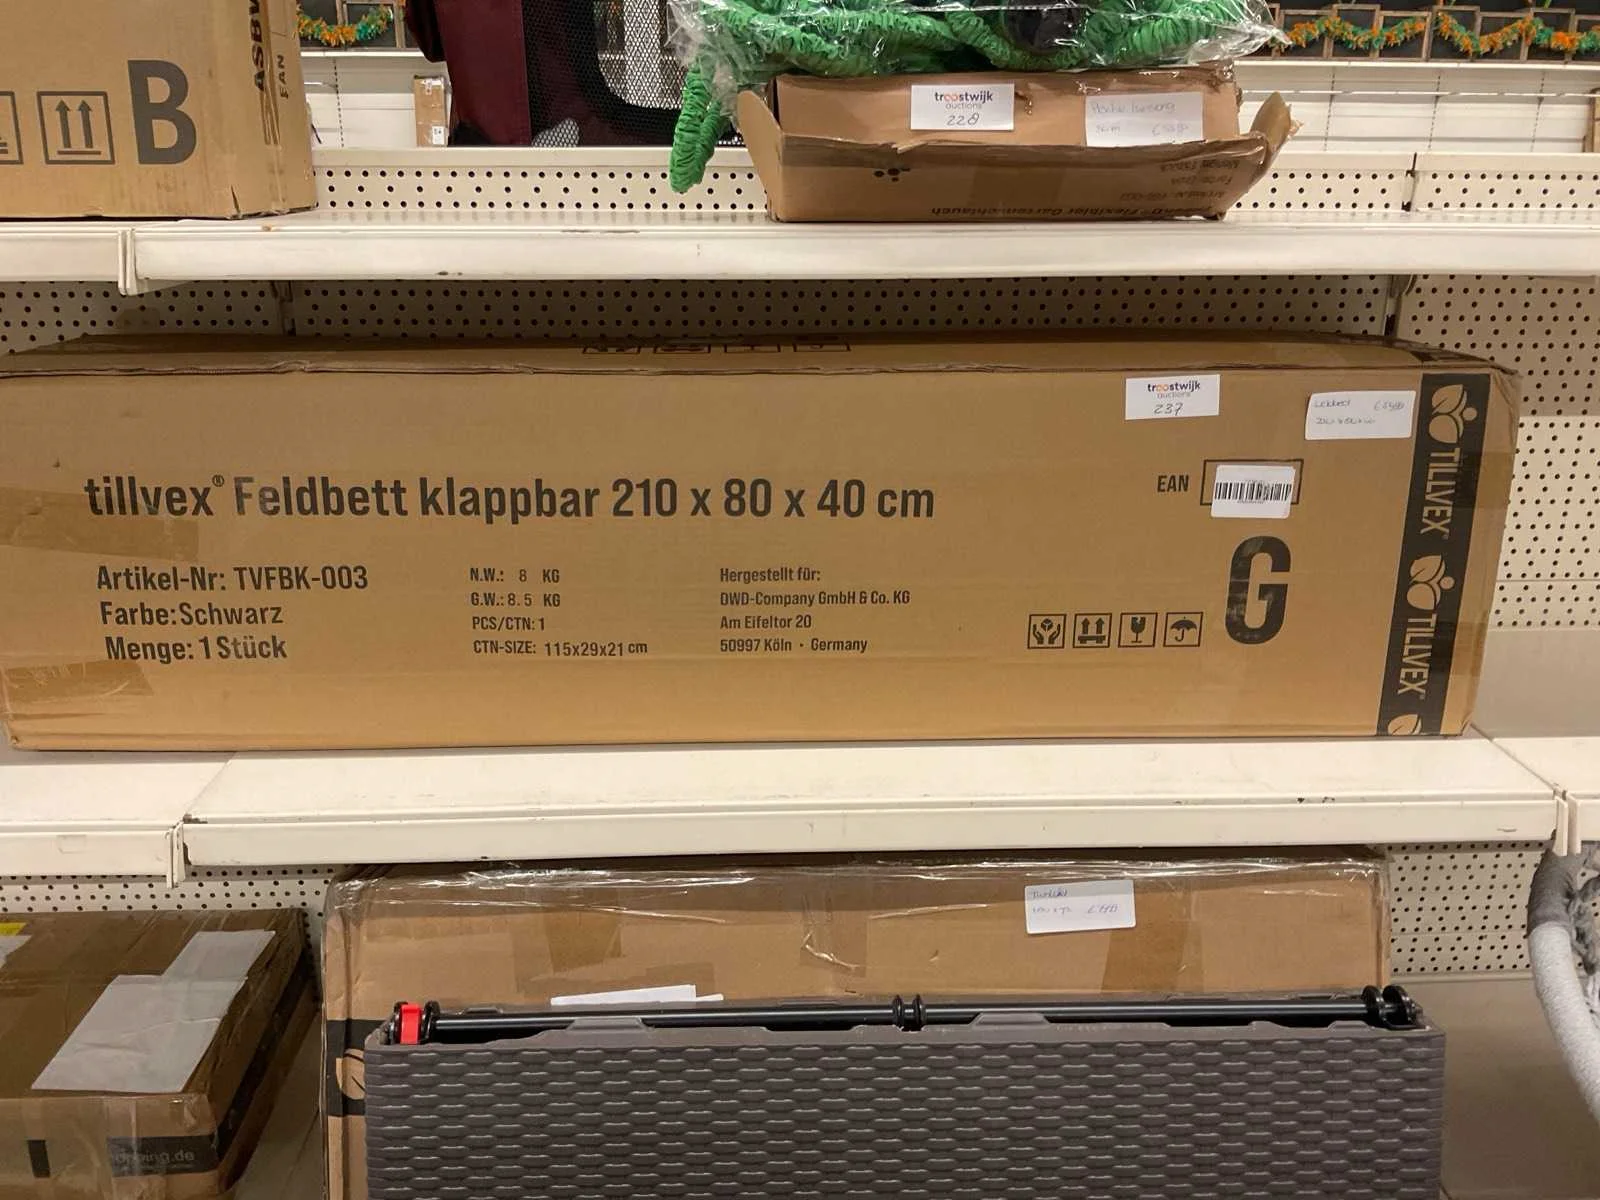 B
ASBW
FAN
troostwijk
auctions
228
troostwijk
auctions
237
tillvex® Feldbett klappbar 210 x 80 x 40 cm
EAN
Artikel-Nr: TVFBK-003
Farbe:Schwarz
Menge: 1 Stück
N.W.: 8 KG
G.W.: 8.5 KG
PCS/CTN: 1
CTN-SIZE: 115x29x21 cm
Hergestellt für:
DWD-Company GmbH & Co. KG
Am Eifeltor 20
50997 Köln · Germany
G
TILLVEX
TILLVEX